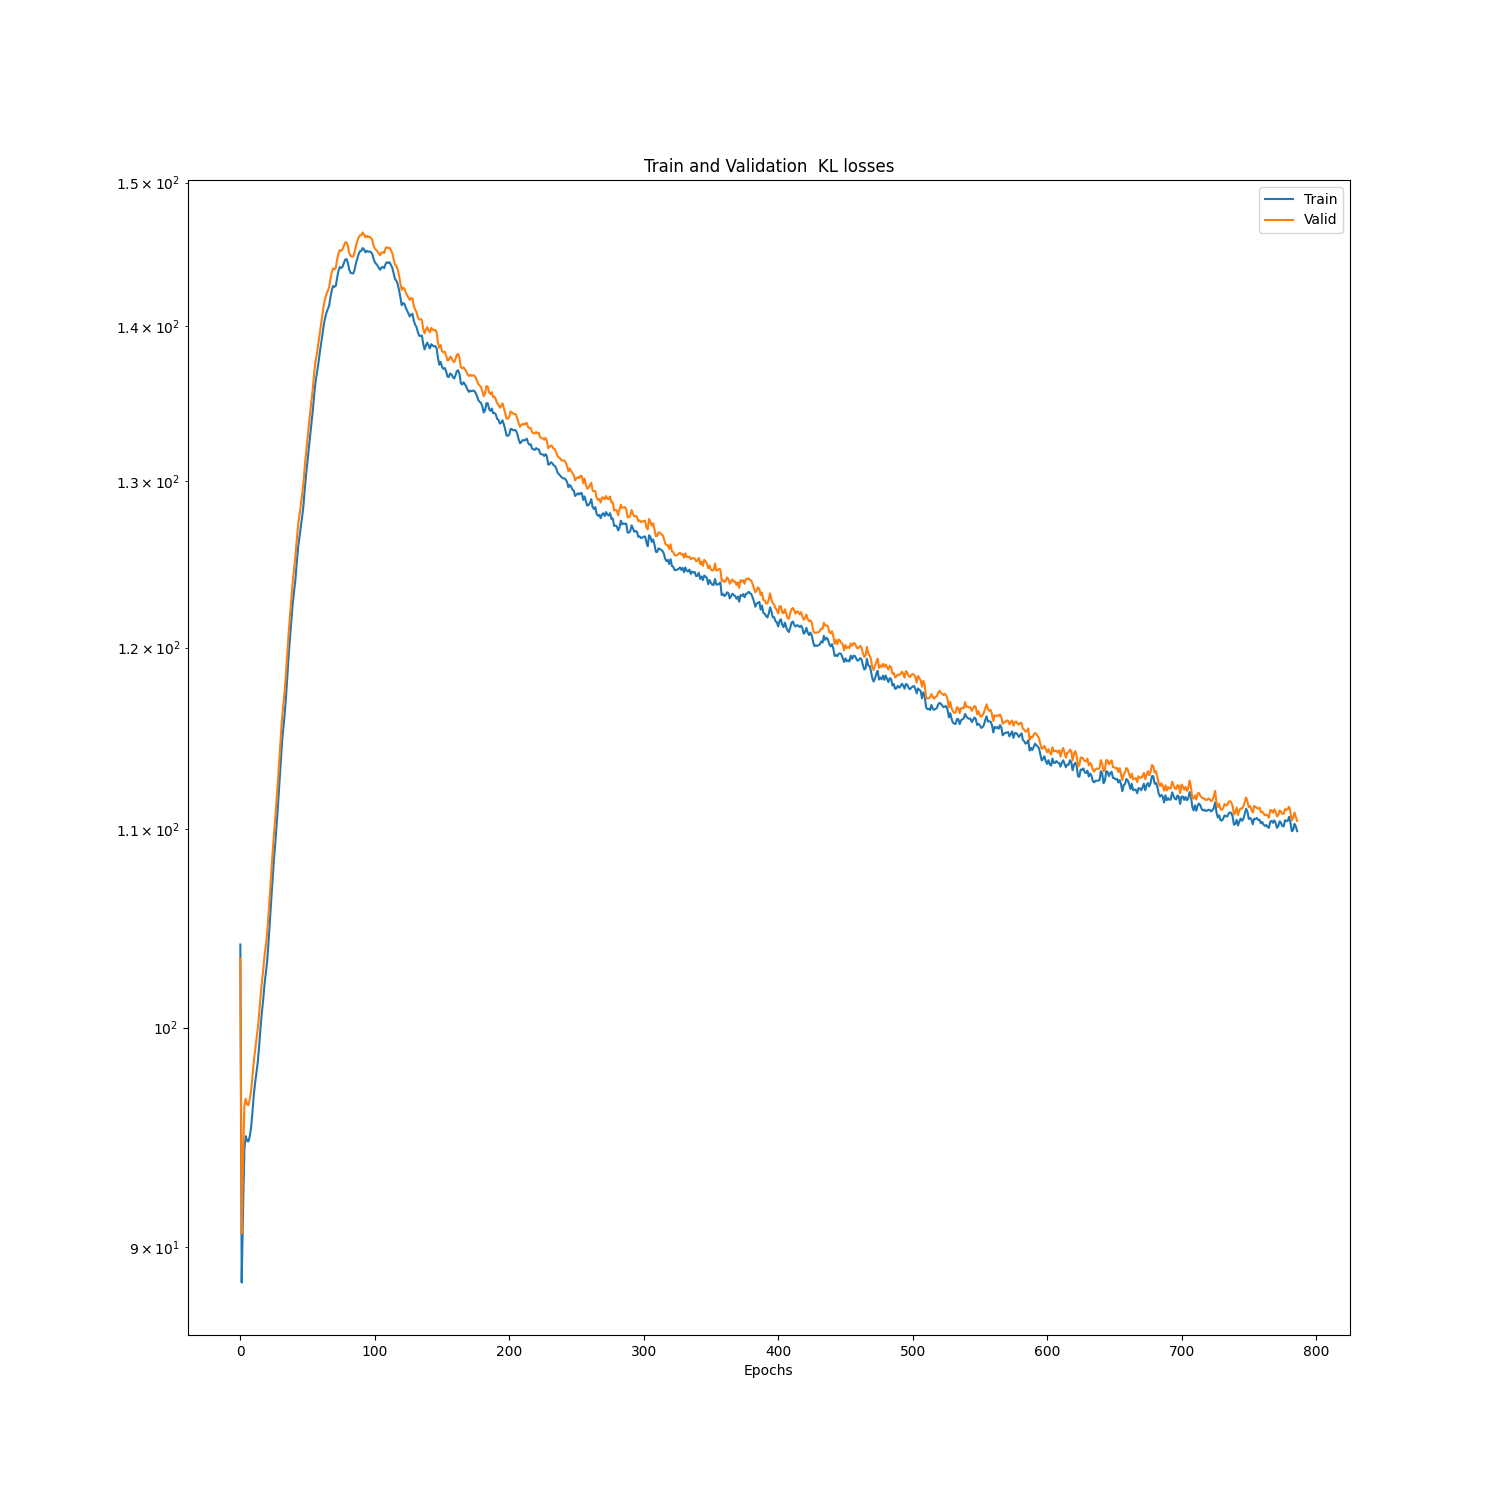 Train and Validation  KL losses
Train
Valid
1.5 × 10²
1.4 × 10²
1.3 × 10²
1.2 × 10²
1.1 × 10²
10²
9 × 10¹
0 100 200 300 400 500 600 700 800
Epochs